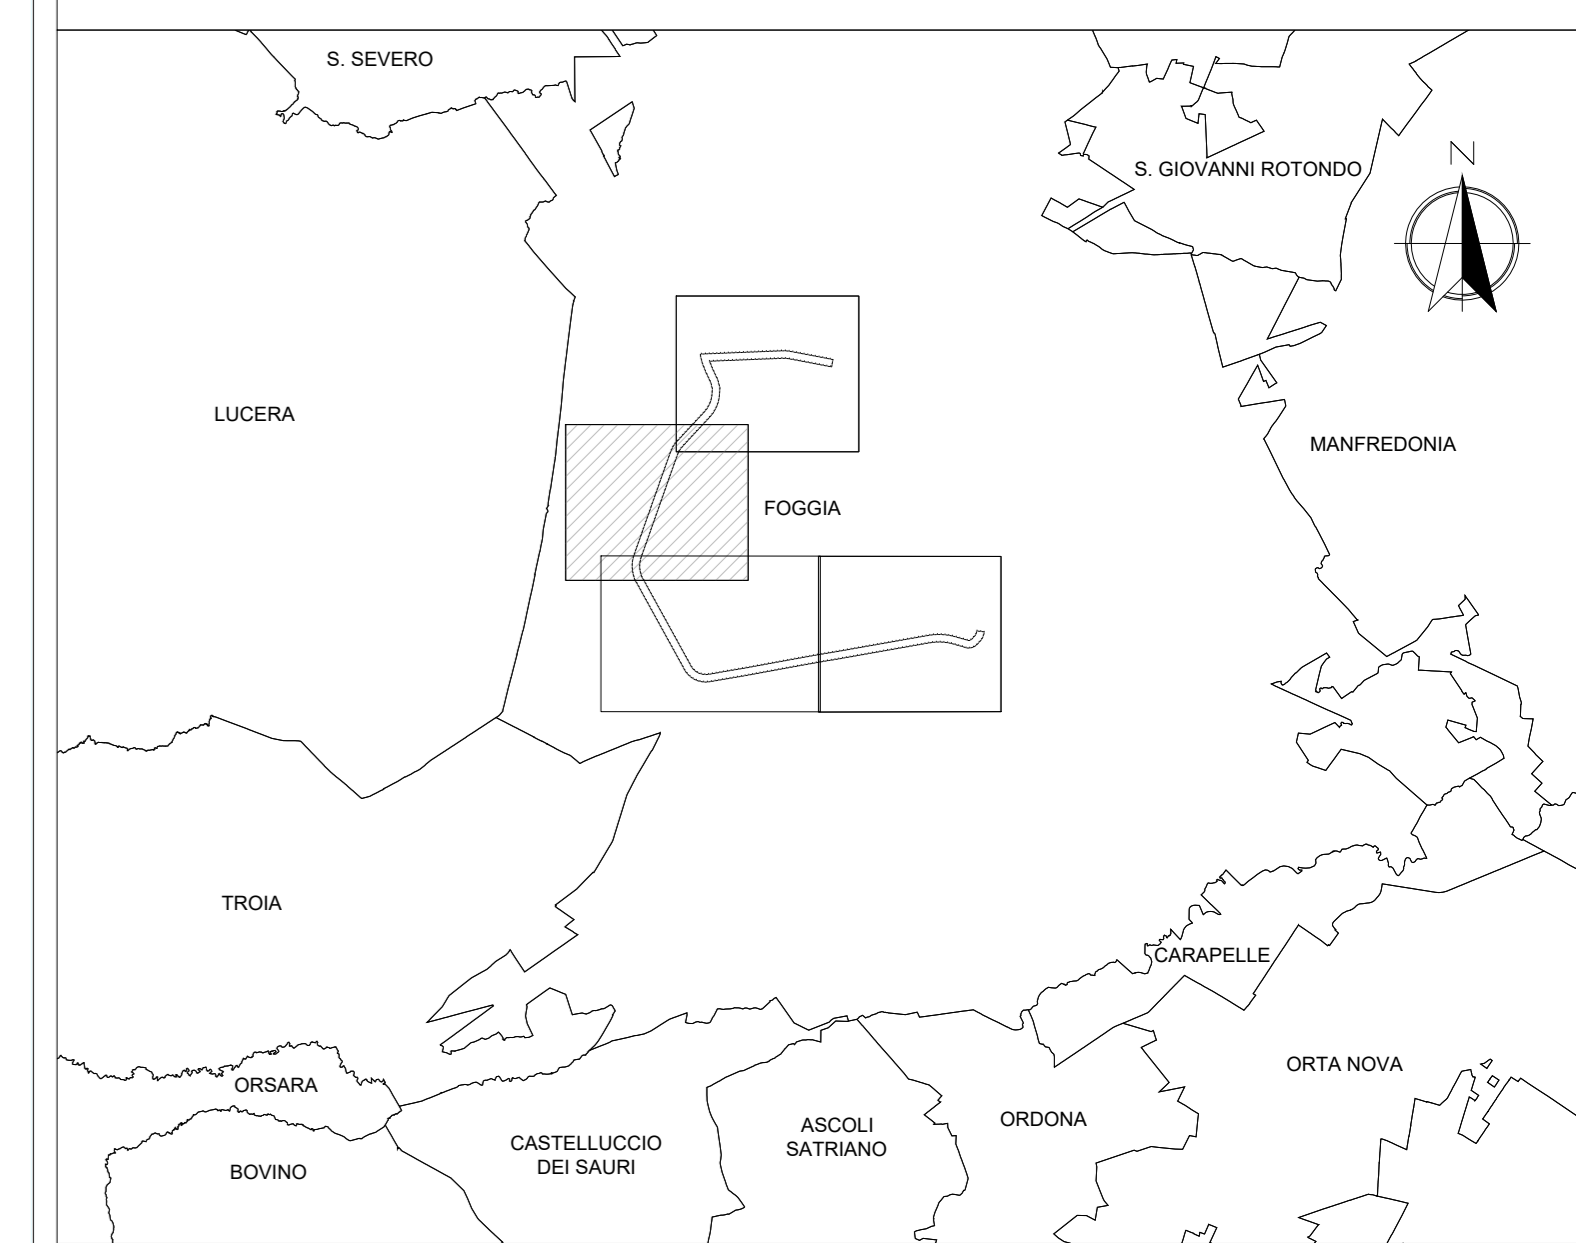 S. SEVERO
N
S. GIOVANNI ROTONDO
LUCERA
MANFREDONIA
FOGGIA
TROIA
CARAPELLE
ORTA NOVA
ORSARA
ORDONA
ASCOLI
SATRIANO
CASTELLUCCIO
DEI SAURI
BOVINO